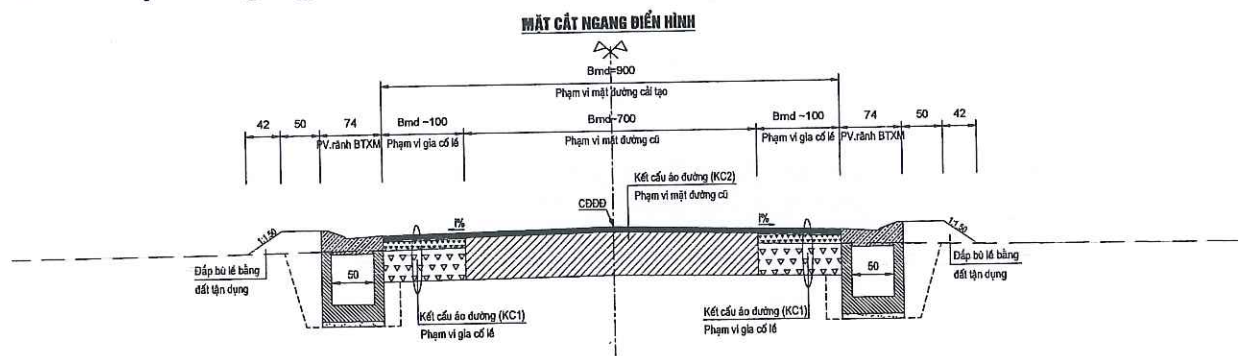 MẶT CẮT NGANG ĐIỂN HÌNH
Bmd=900
Phạm vi mặt đường cải tạo
42
50
74
Bmd ~100
Bmd~700
Bmd ~100
74
50
42
PV.rãnh BTXM
Phạm vi gia cố lề
Phạm vi mặt đường cũ
Phạm vi gia cố lề
PV.rãnh BTXM
Kết cấu áo đường (KC2)
Phạm vi mặt đường cũ
CĐĐĐ
i%
i%
1:1.50
1:1.50
Đắp bù lề bằng
đất tận dụng
50
50
Đắp bù lề bằng
đất tận dụng
Kết cấu áo đường (KC1)
Phạm vi gia cố lề
Kết cấu áo đường (KC1)
Phạm vi gia cố lề